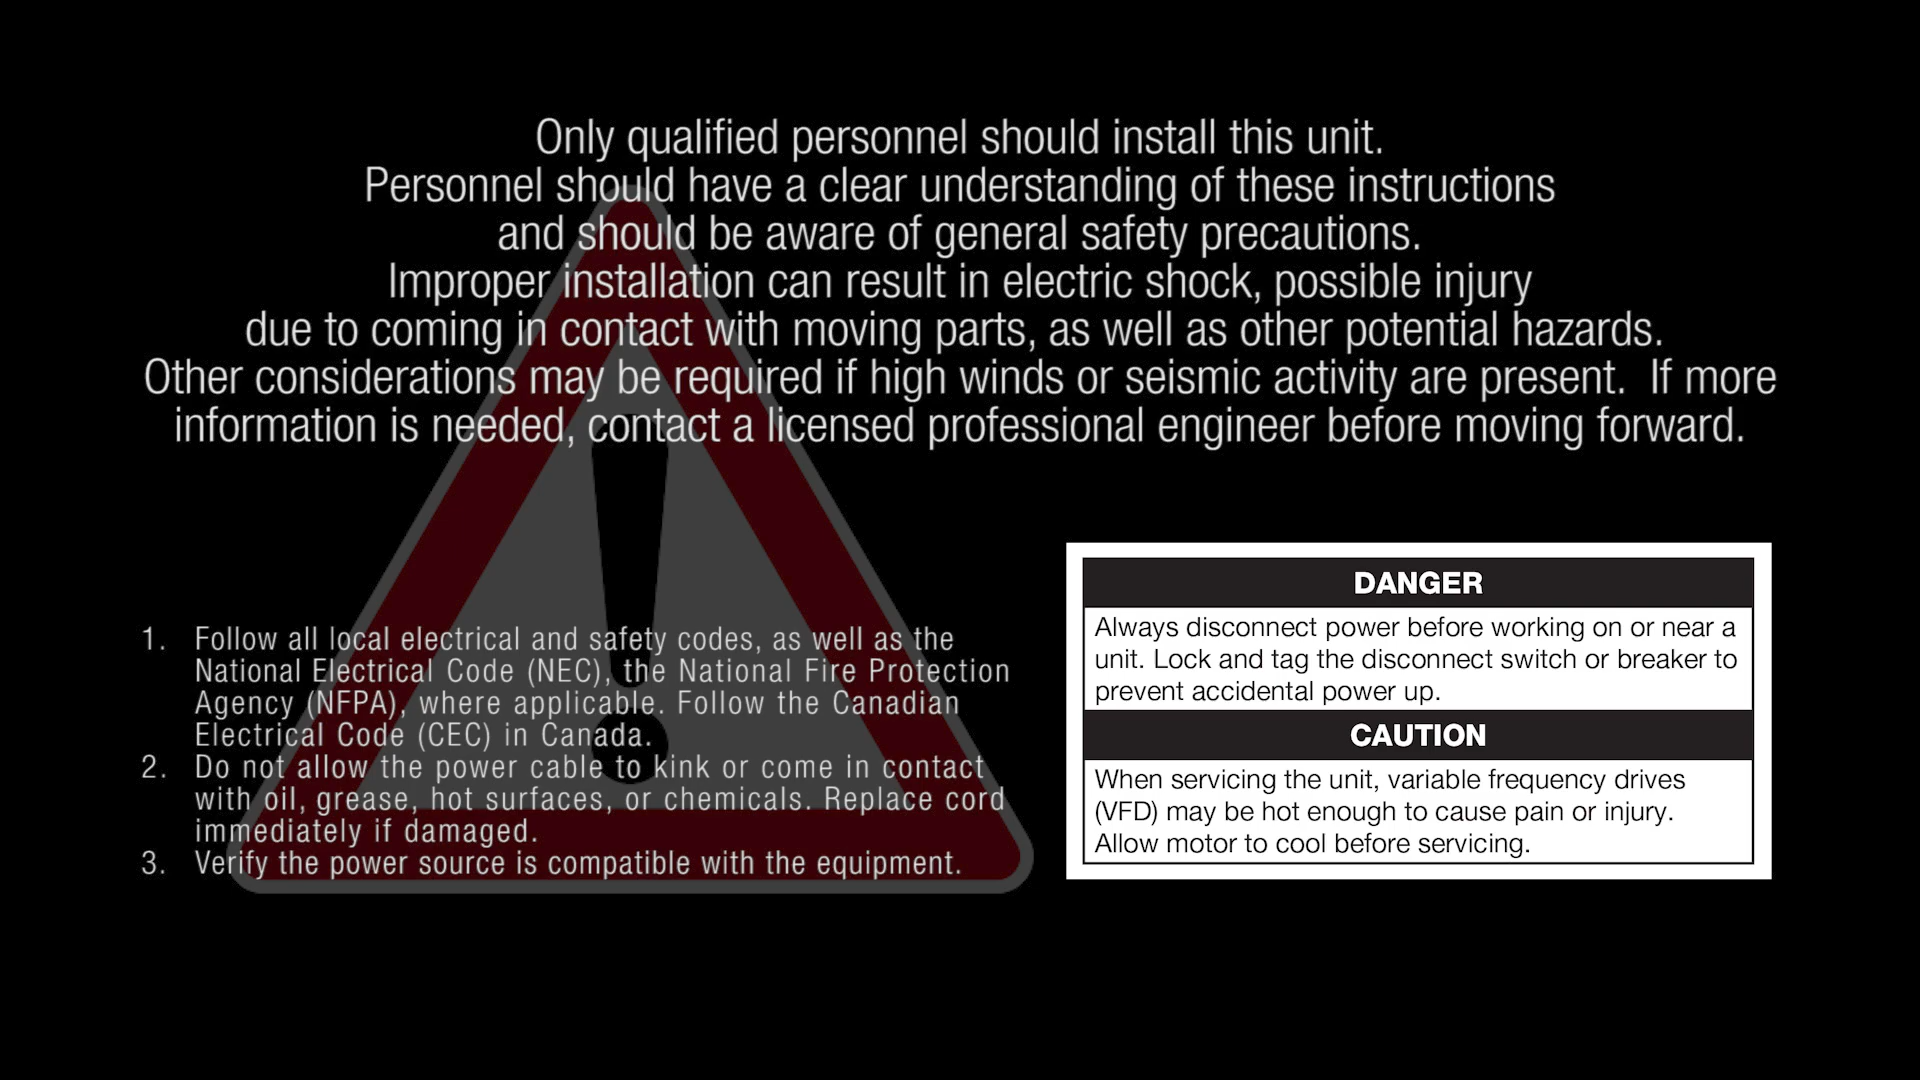 Only qualified personnel should install this unit.
Personnel should have a clear understanding of these instructions
and should be aware of general safety precautions.
Improper installation can result in electric shock, possible injury
due to coming in contact with moving parts, as well as other potential hazards.
Other considerations may be required if high winds or seismic activity are present.  If more
information is needed, contact a licensed professional engineer before moving forward.
1. Follow all local electrical and safety codes, as well as the
National Electrical Code (NEC), the National Fire Protection
Agency (NFPA), where applicable. Follow the Canadian
Electrical Code (CEC) in Canada.
2. Do not allow the power cable to kink or come in contact
with oil, grease, hot surfaces, or chemicals. Replace cord
immediately if damaged.
3. Verify the power source is compatible with the equipment.
DANGER
Always disconnect power before working on or near a
unit. Lock and tag the disconnect switch or breaker to
prevent accidental power up.
CAUTION
When servicing the unit, variable frequency drives
(VFD) may be hot enough to cause pain or injury.
Allow motor to cool before servicing.